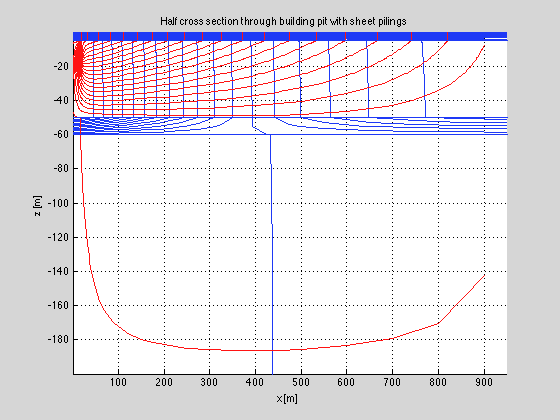 Half cross section through building pit with sheet pilings
-20
-40
-60
-80
-100
-120
-140
-160
-180
z [m]
100 200 300 400 500 600 700 800 900
x[m]